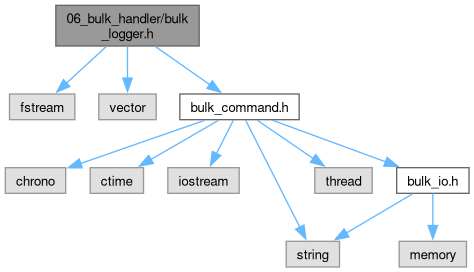 06_bulk_handler/bulk
_logger.h
fstream
vector
bulk_command.h
chrono
ctime
iostream
thread
bulk_io.h
string
memory